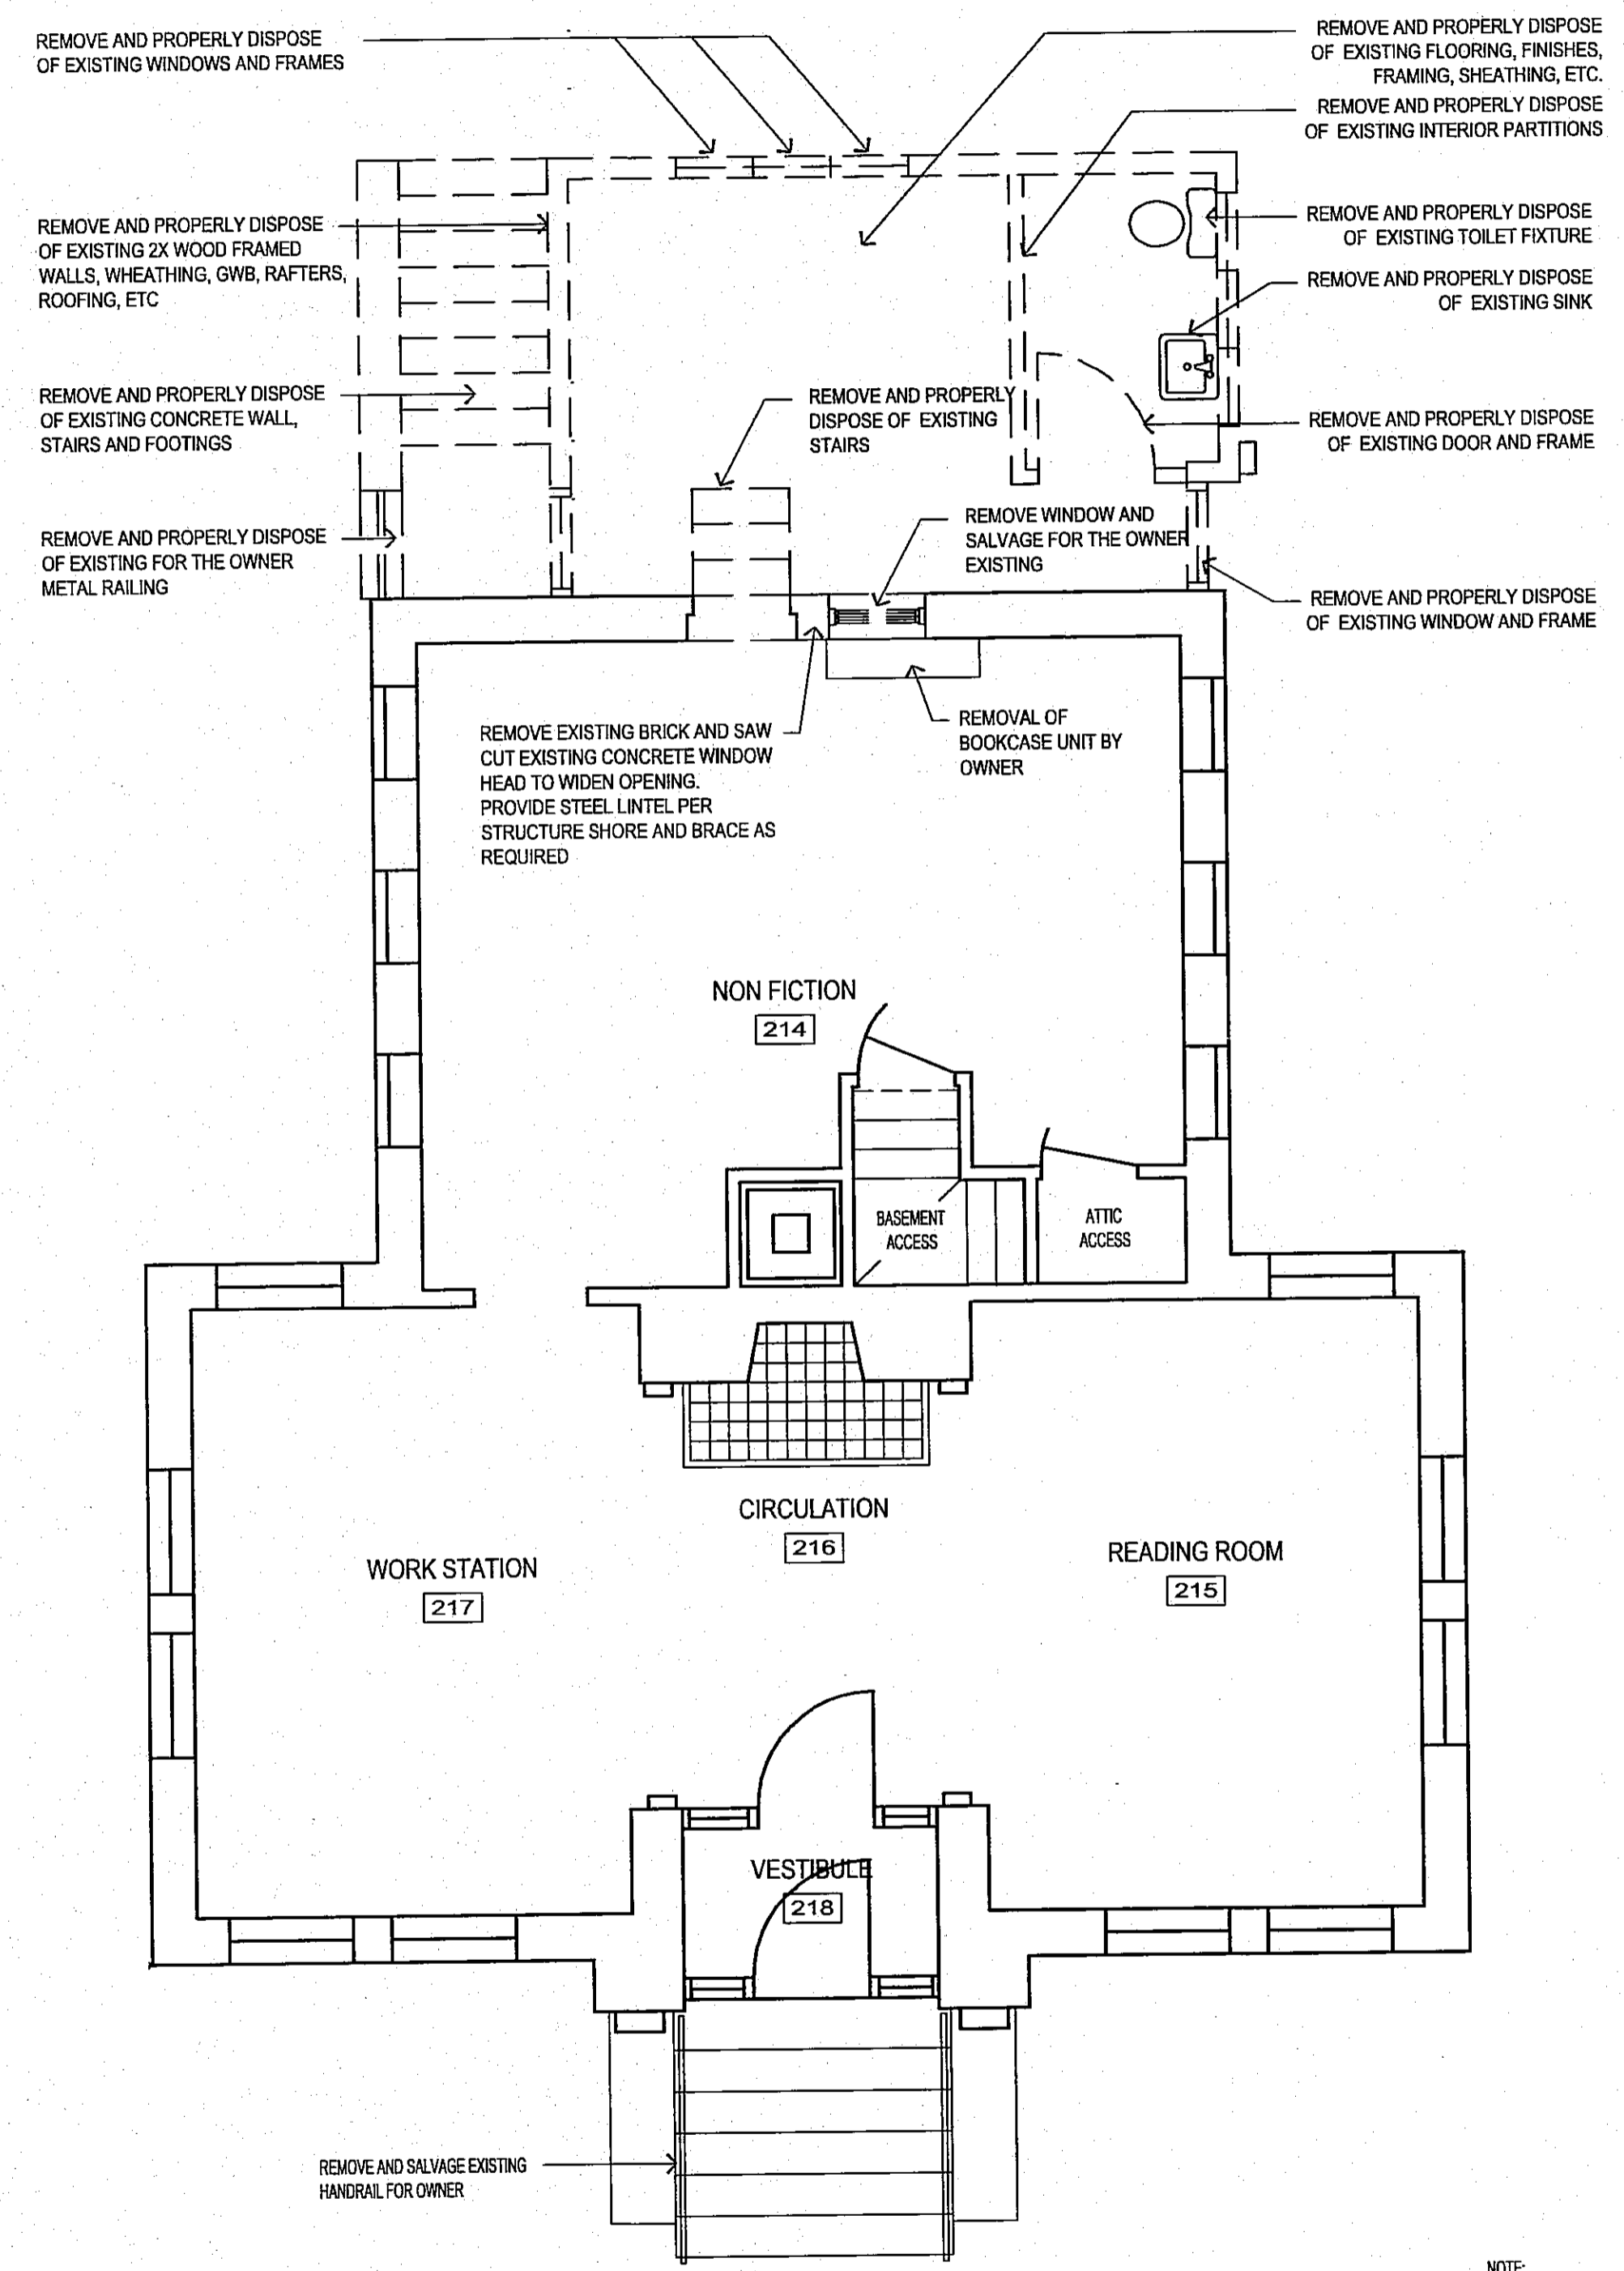 REMOVE AND PROPERLY DISPOSE
OF EXISTING WINDOWS AND FRAMES
REMOVE AND PROPERLY DISPOSE
OF EXISTING FLOORING, FINISHES,
FRAMING, SHEATHING, ETC.
REMOVE AND PROPERLY DISPOSE
OF EXISTING INTERIOR PARTITIONS
REMOVE AND PROPERLY DISPOSE
OF EXISTING 2X WOOD FRAMED
WALLS, WHEATHING, GWB, RAFTERS,
ROOFING, ETC
REMOVE AND PROPERLY DISPOSE
OF EXISTING TOILET FIXTURE
REMOVE AND PROPERLY DISPOSE
OF EXISTING SINK
REMOVE AND PROPERLY DISPOSE
OF EXISTING CONCRETE WALL,
STAIRS AND FOOTINGS
REMOVE AND PROPERLY
DISPOSE OF EXISTING
STAIRS
REMOVE AND PROPERLY DISPOSE
OF EXISTING DOOR AND FRAME
REMOVE AND PROPERLY DISPOSE
OF EXISTING FOR THE OWNER
METAL RAILING
REMOVE WINDOW AND
SALVAGE FOR THE OWNER
EXISTING
REMOVE AND PROPERLY DISPOSE
OF EXISTING WINDOW AND FRAME
REMOVE EXISTING BRICK AND SAW
CUT EXISTING CONCRETE WINDOW
HEAD TO WIDEN OPENING.
PROVIDE STEEL LINTEL PER
STRUCTURE SHORE AND BRACE AS
REQUIRED
REMOVAL OF
BOOKCASE UNIT BY
OWNER
NON FICTION
214
BASEMENT
ACCESS
ATTIC
ACCESS
CIRCULATION
216
WORK STATION
217
READING ROOM
215
VESTIBULE
218
REMOVE AND SALVAGE EXISTING
HANDRAIL FOR OWNER
NOTE: